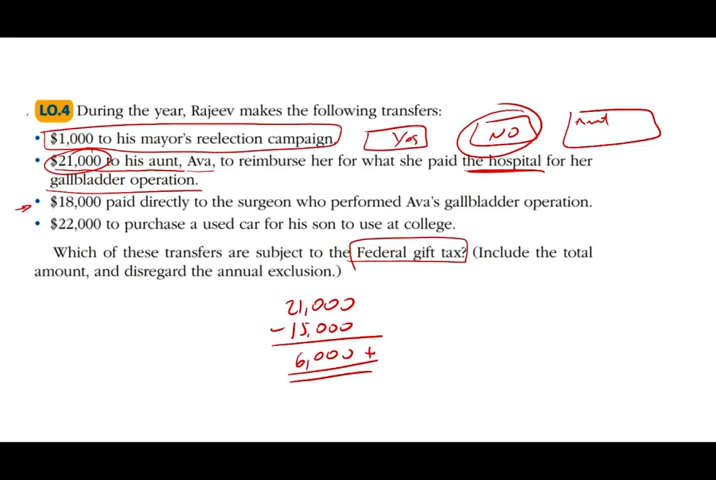 LO.4 During the year, Rajeev makes the following transfers:
• $1,000 to his mayor's reelection campaign. Yes NO Aunt
• $21,000 to his aunt, Ava, to reimburse her for what she paid the hospital for her
gallbladder operation.
• $18,000 paid directly to the surgeon who performed Ava's gallbladder operation.
• $22,000 to purchase a used car for his son to use at college.
Which of these transfers are subject to the Federal gift tax? (Include the total
amount, and disregard the annual exclusion.)
21,000
- 15,000
6,000 +